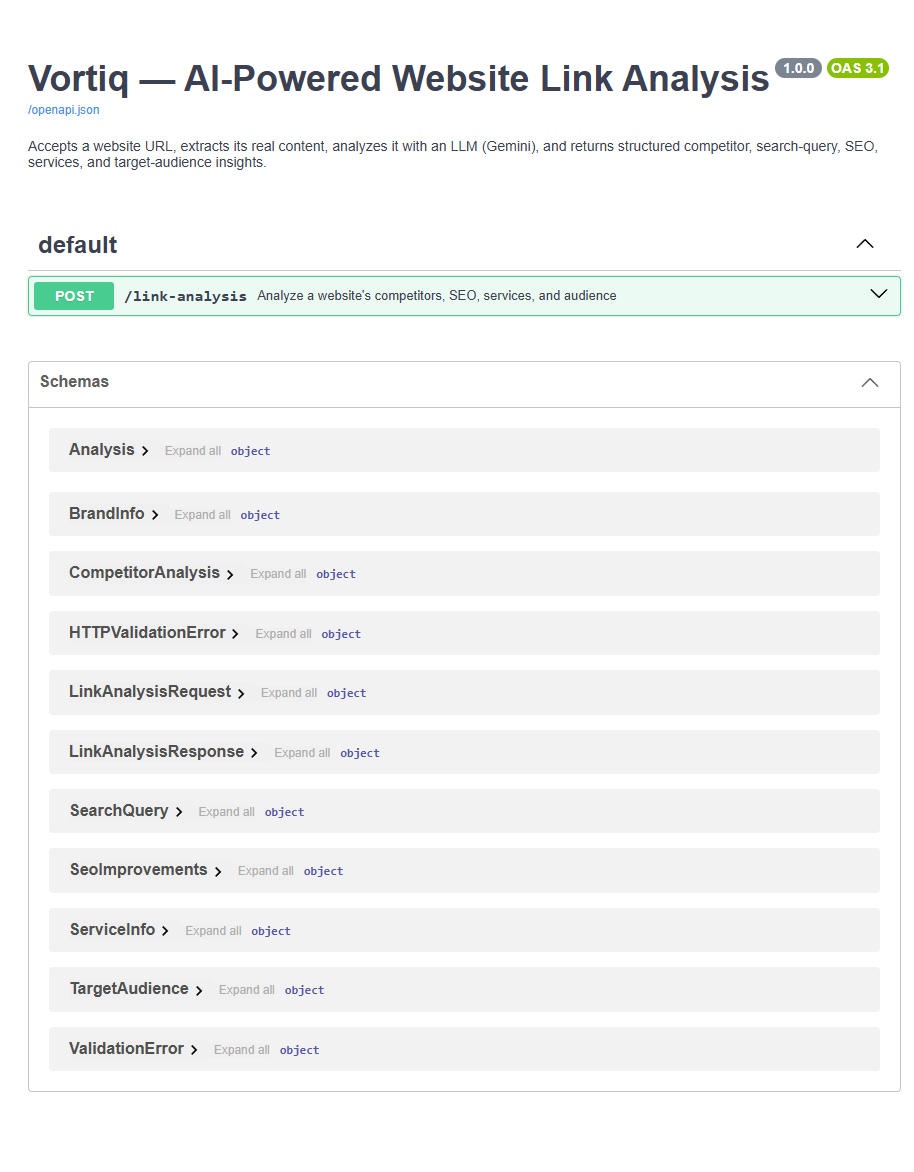 Vortiq — AI-Powered Website Link Analysis 1.0.0 OAS 3.1
/openapi.json
Accepts a website URL, extracts its real content, analyzes it with an LLM (Gemini), and returns structured competitor, search-query, SEO,
services, and target-audience insights.
default
POST /link-analysis Analyze a website's competitors, SEO, services, and audience
Schemas
Analysis Expand all object
BrandInfo Expand all object
CompetitorAnalysis Expand all object
HTTPValidationError Expand all object
LinkAnalysisRequest Expand all object
LinkAnalysisResponse Expand all object
SearchQuery Expand all object
SeoImprovements Expand all object
ServiceInfo Expand all object
TargetAudience Expand all object
ValidationError Expand all object